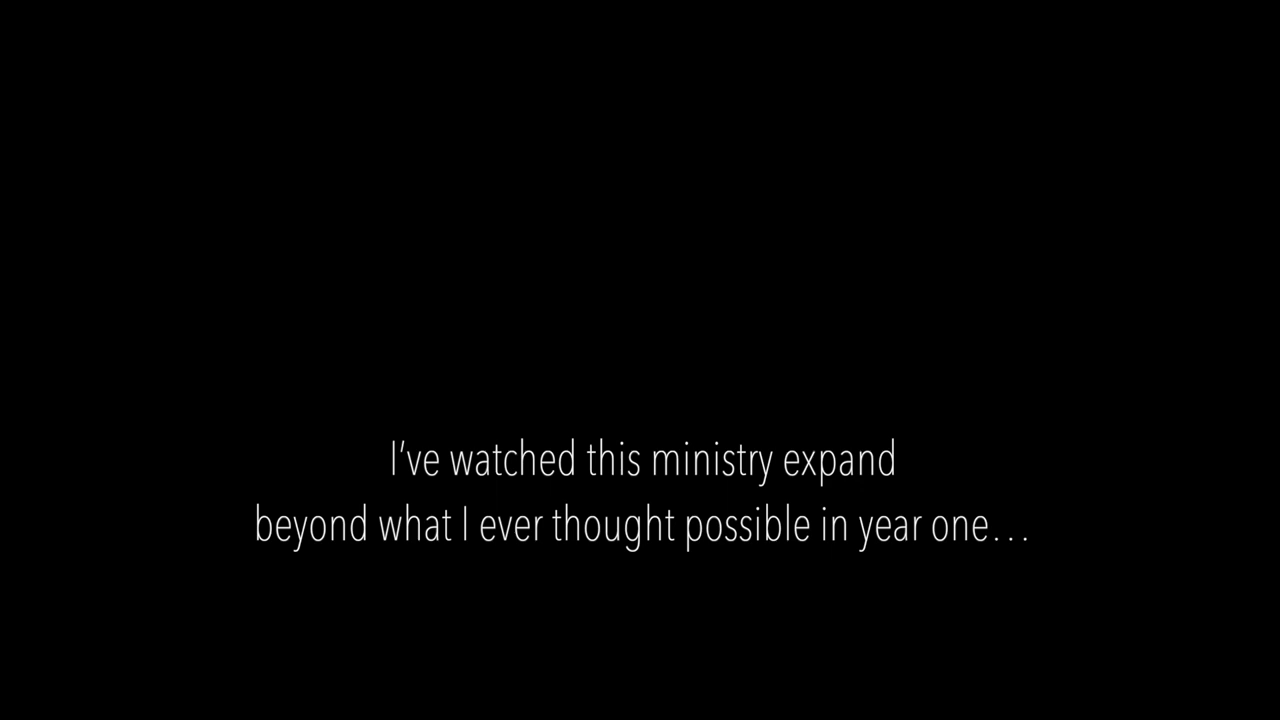 I’ve watched this ministry expand
beyond what I ever thought possible in year one…